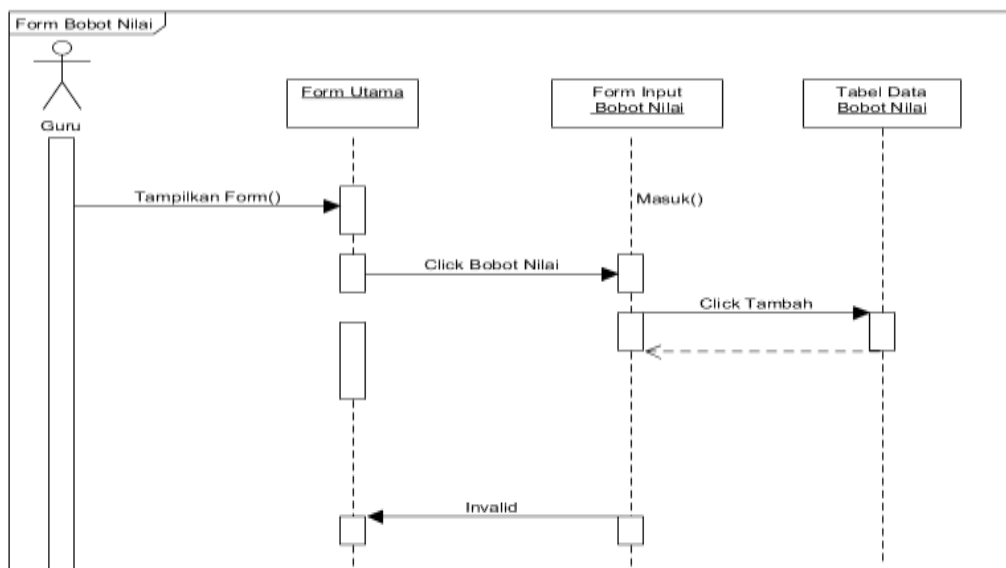 Form Bobot Nilai
Guru
Form Utama
Form Input
Bobot Nilai
Tabel Data
Bobot Nilai
Tampilkan Form()
Masuk()
Click Bobot Nilai
Click Tambah
Invalid